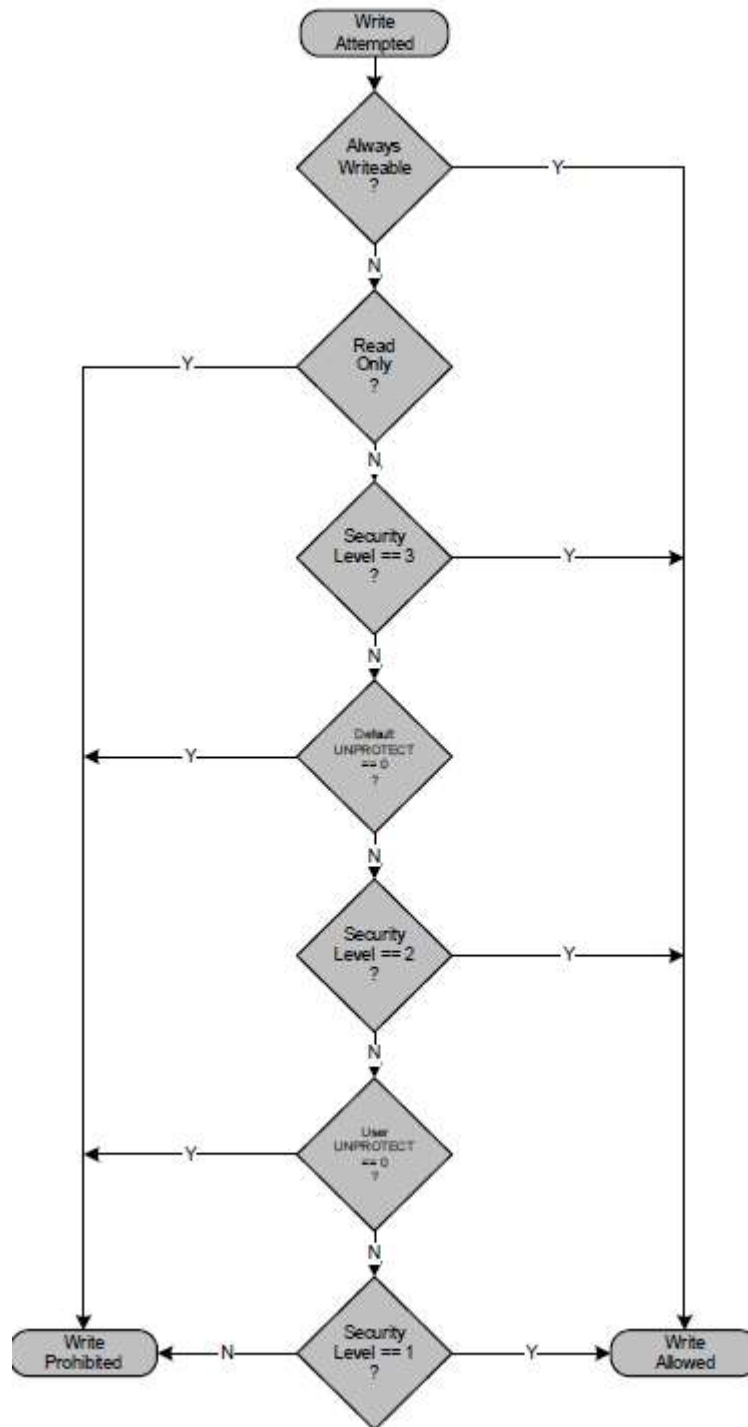 Write
Attempted
Always
Writeable
?
Y
N
Read
Only
?
Y
N
Security
Level == 3
?
Y
N
Default
UNPROTECT
== 0
?
Y
N
Security
Level == 2
?
Y
N
User
UNPROTECT
== 0
?
Y
N
Write
Prohibited
N
Security
Level == 1
?
Y
Write
Allowed